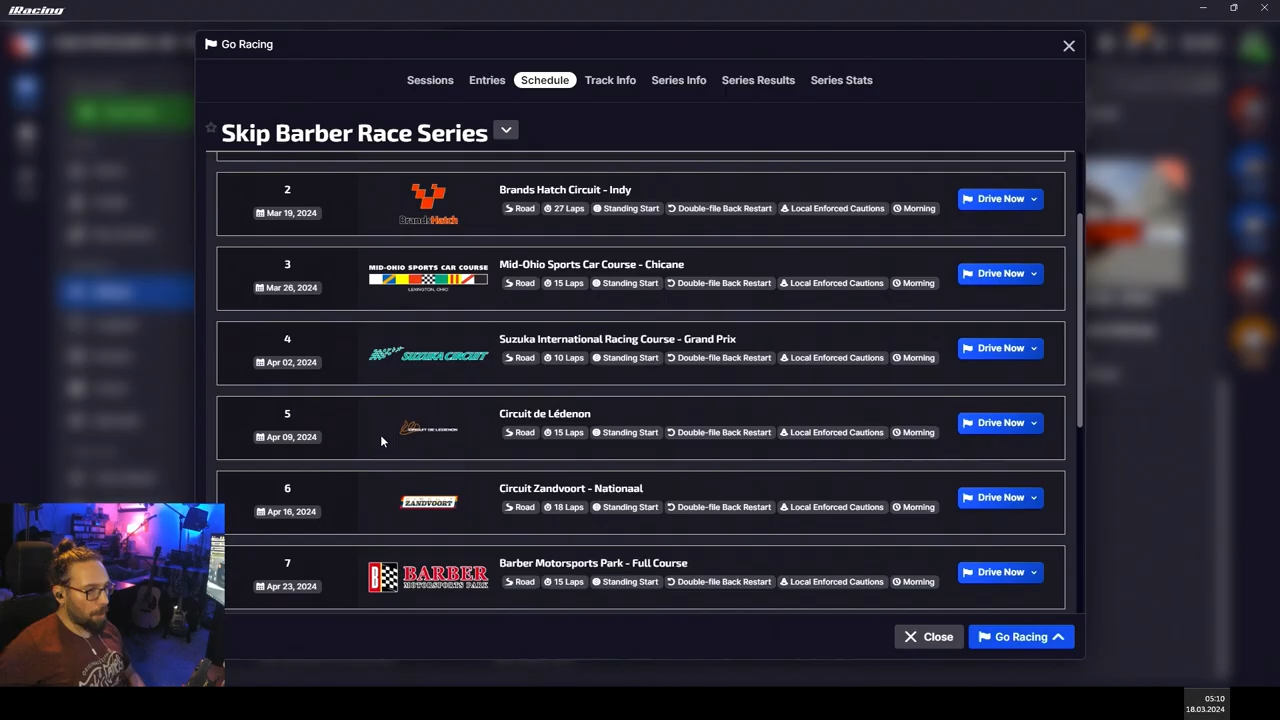 iRacing
Go Racing
Sessions Entries Schedule Track Info Series Info Series Results Series Stats
Skip Barber Race Series
2
Mar 19, 2024
BrandsHatch
Brands Hatch Circuit - Indy
Road 27 Laps Standing Start Double-file Back Restart Local Enforced Cautions Morning
Drive Now
3
Mar 26, 2024
MID-OHIO SPORTS CAR COURSE
LEXINGTON, OHIO
Mid-Ohio Sports Car Course - Chicane
Road 15 Laps Standing Start Double-file Back Restart Local Enforced Cautions Morning
Drive Now
4
Apr 02, 2024
SUZUKA CIRCUIT
Suzuka International Racing Course - Grand Prix
Road 10 Laps Standing Start Double-file Back Restart Local Enforced Cautions Morning
Drive Now
5
Apr 09, 2024
CIRCUIT DE LÉDENON
Circuit de Lédenon
Road 15 Laps Standing Start Double-file Back Restart Local Enforced Cautions Morning
Drive Now
6
Apr 16, 2024
ZANDVOORT
Circuit Zandvoort - Nationaal
Road 18 Laps Standing Start Double-file Back Restart Local Enforced Cautions Morning
Drive Now
7
Apr 23, 2024
B BARBER
MOTORSPORTS PARK
Barber Motorsports Park - Full Course
Road 15 Laps Standing Start Double-file Back Restart Local Enforced Cautions Morning
Drive Now
Close
Go Racing
05:10
18.03.2024